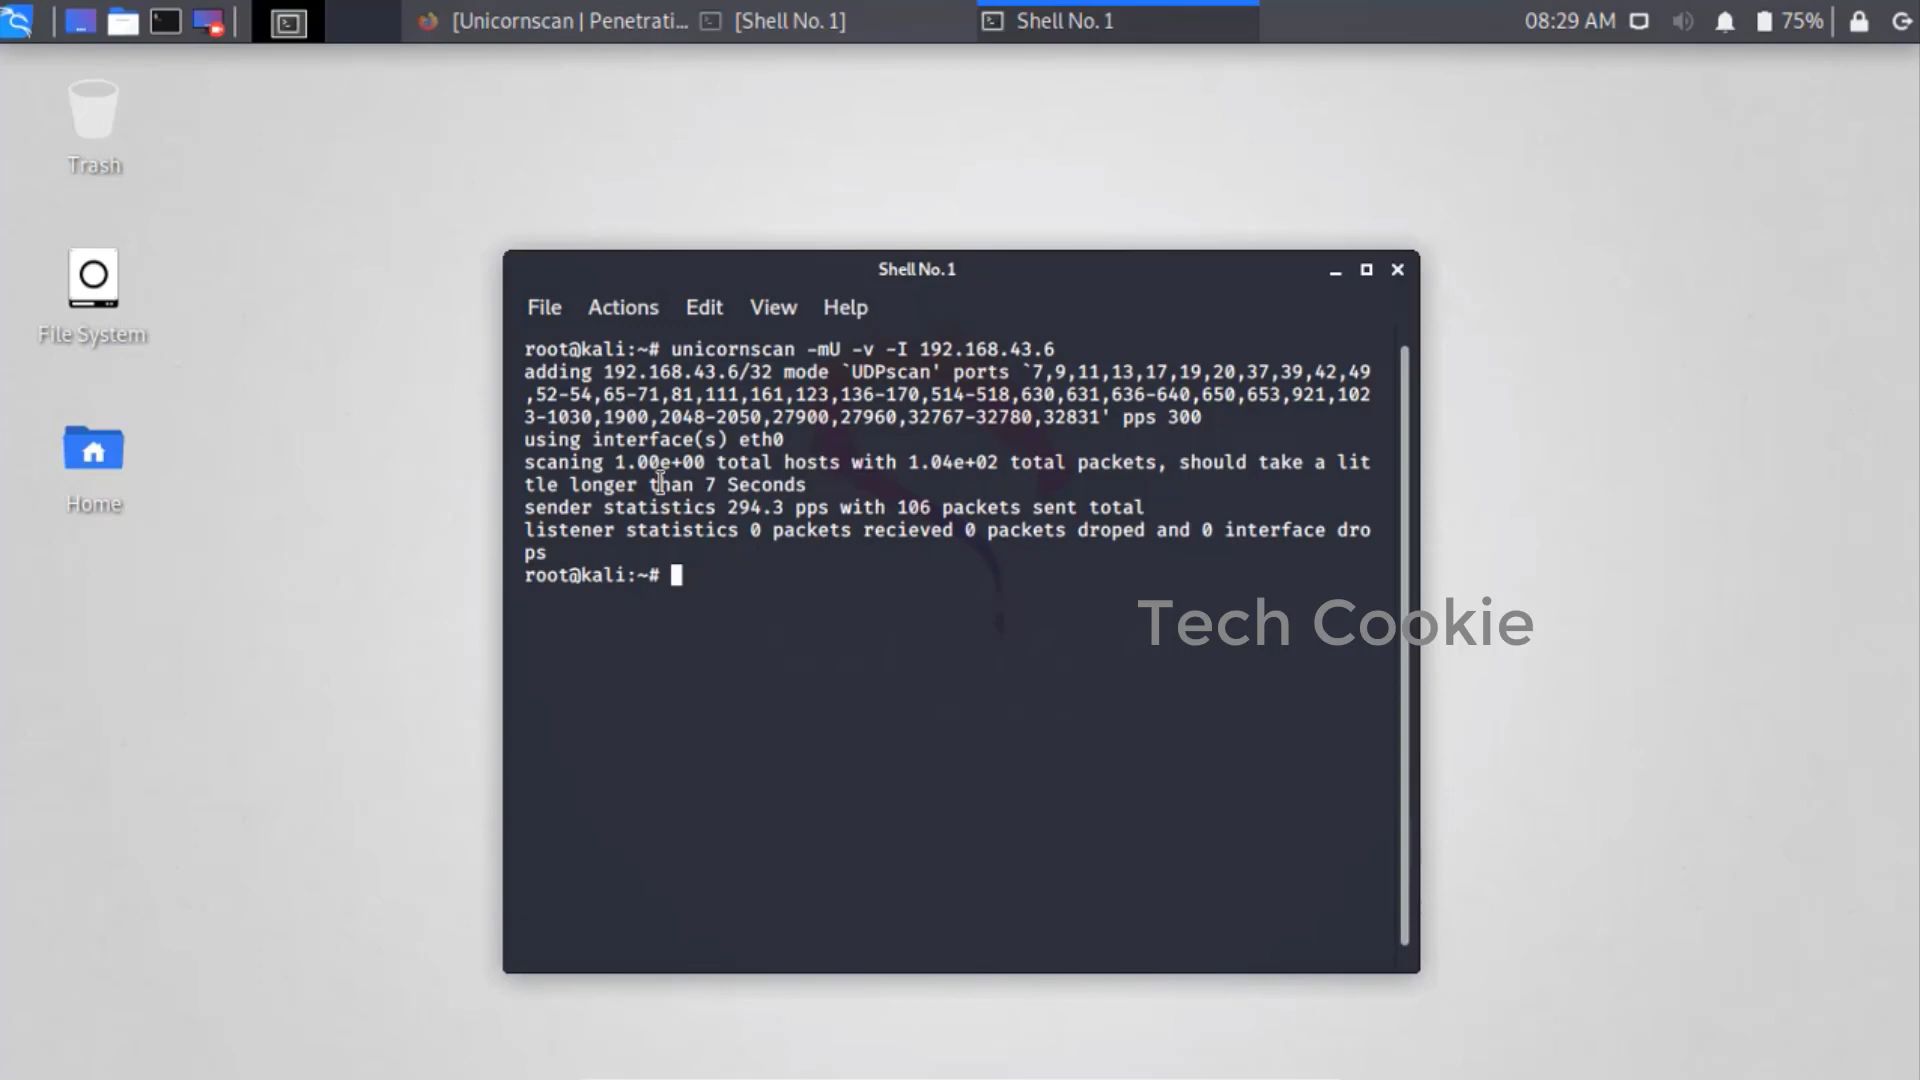 [Unicornscan | Penetrati... [Shell No. 1] Shell No. 1 08:29 AM 75%
Trash
File System
Home
Shell No. 1
File Actions Edit View Help
root@kali:~# unicornscan -mU -v -I 192.168.43.6
adding 192.168.43.6/32 mode `UDPscan' ports `7,9,11,13,17,19,20,37,39,42,49
,52-54,65-71,81,111,161,123,136-170,514-518,630,631,636-640,650,653,921,102
3-1030,1900,2048-2050,27900,27960,32767-32780,32831' pps 300
using interface(s) eth0
scaning 1.00e+00 total hosts with 1.04e+02 total packets, should take a lit
tle longer than 7 Seconds
sender statistics 294.3 pps with 106 packets sent total
listener statistics 0 packets recieved 0 packets droped and 0 interface dro
ps
root@kali:~#
Tech Cookie